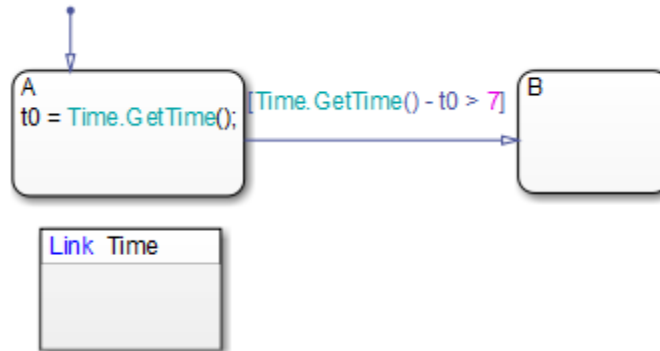 A
t0 = Time.GetTime();
[Time.GetTime() - t0 > 7]
B
Link Time